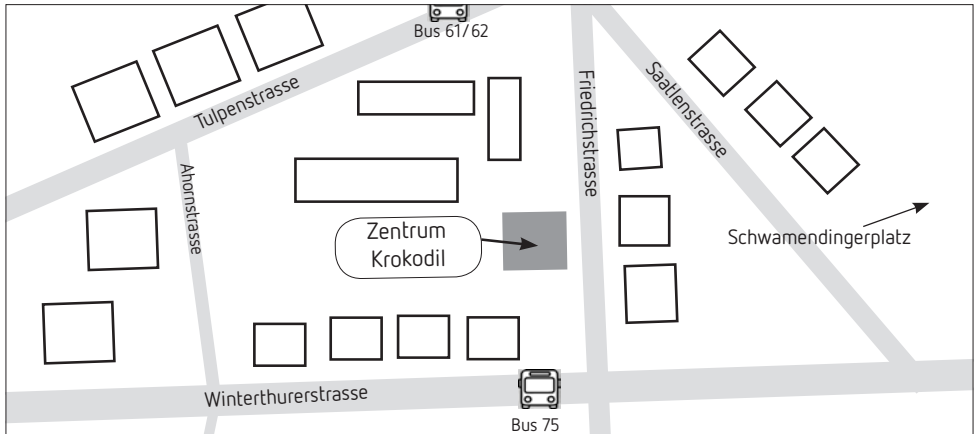 Bus 61/62
Tulpenstrasse
Friedrichstrasse
Saatlenstrasse
Ahornstrasse
Zentrum
Krokodil
Schwamendingerplatz
Winterthurerstrasse
Bus 75